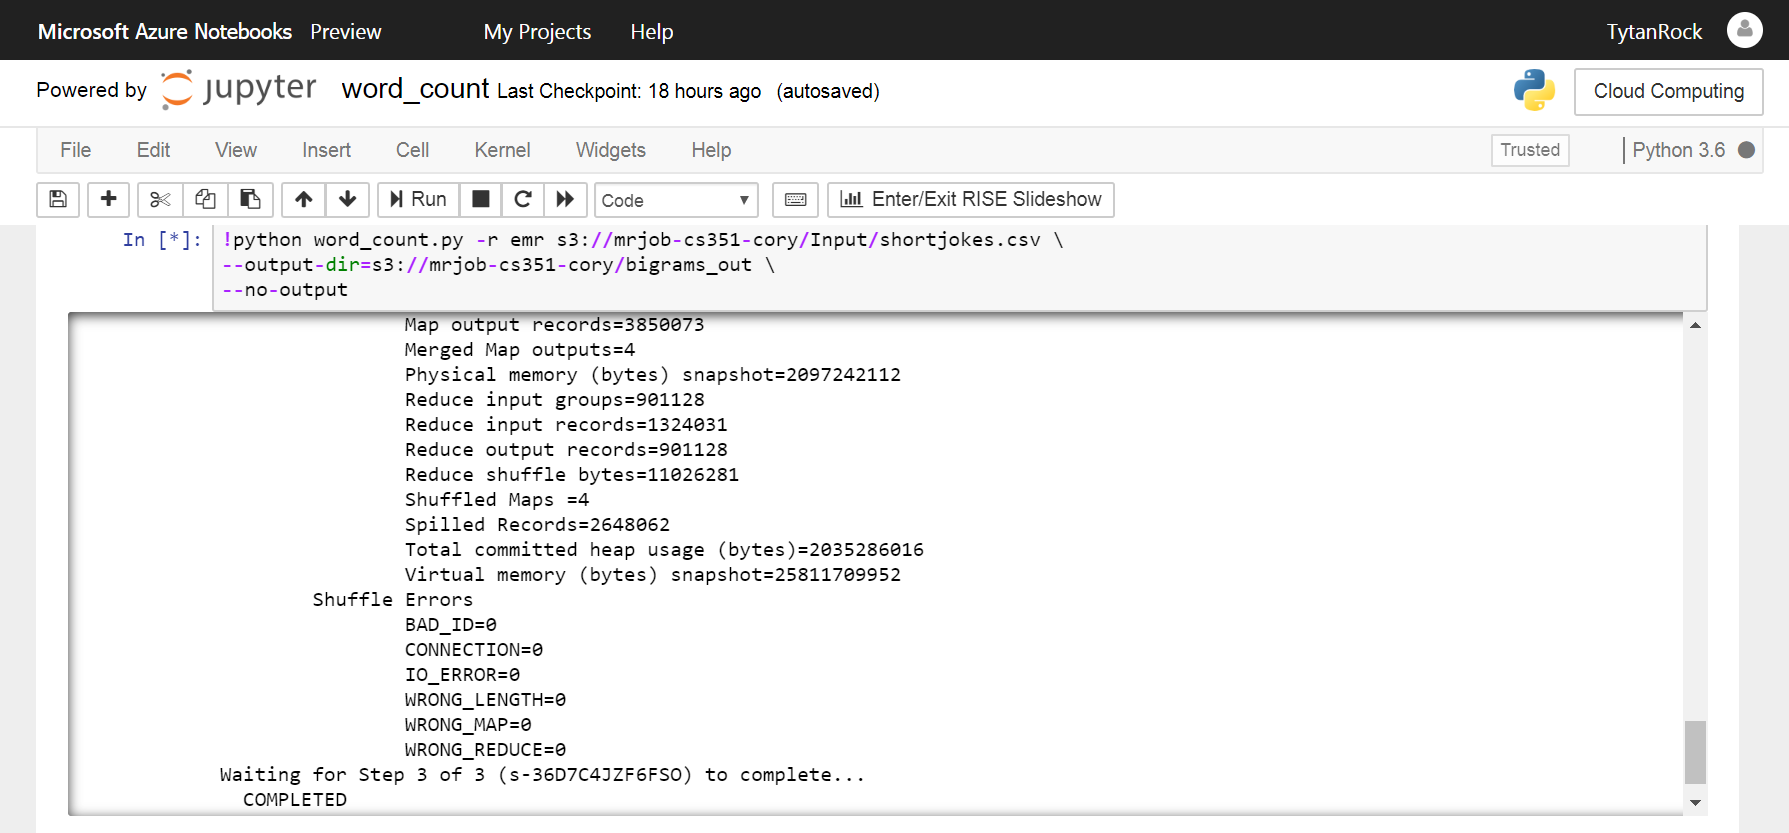 Microsoft Azure Notebooks Preview My Projects Help TytanRock
Powered by jupyter word_count Last Checkpoint: 18 hours ago (autosaved) Cloud Computing
File Edit View Insert Cell Kernel Widgets Help Trusted Python 3.6
Run Code Enter/Exit RISE Slideshow
In [*]: !python word_count.py -r emr s3://mrjob-cs351-cory/Input/shortjokes.csv \
--output-dir=s3://mrjob-cs351-cory/bigrams_out \
--no-output
Map output records=3850073
Merged Map outputs=4
Physical memory (bytes) snapshot=2097242112
Reduce input groups=901128
Reduce input records=1324031
Reduce output records=901128
Reduce shuffle bytes=11026281
Shuffled Maps =4
Spilled Records=2648062
Total committed heap usage (bytes)=2035286016
Virtual memory (bytes) snapshot=25811709952
Shuffle Errors
BAD_ID=0
CONNECTION=0
IO_ERROR=0
WRONG_LENGTH=0
WRONG_MAP=0
WRONG_REDUCE=0
Waiting for Step 3 of 3 (s-36D7C4JZF6FSO) to complete...
COMPLETED